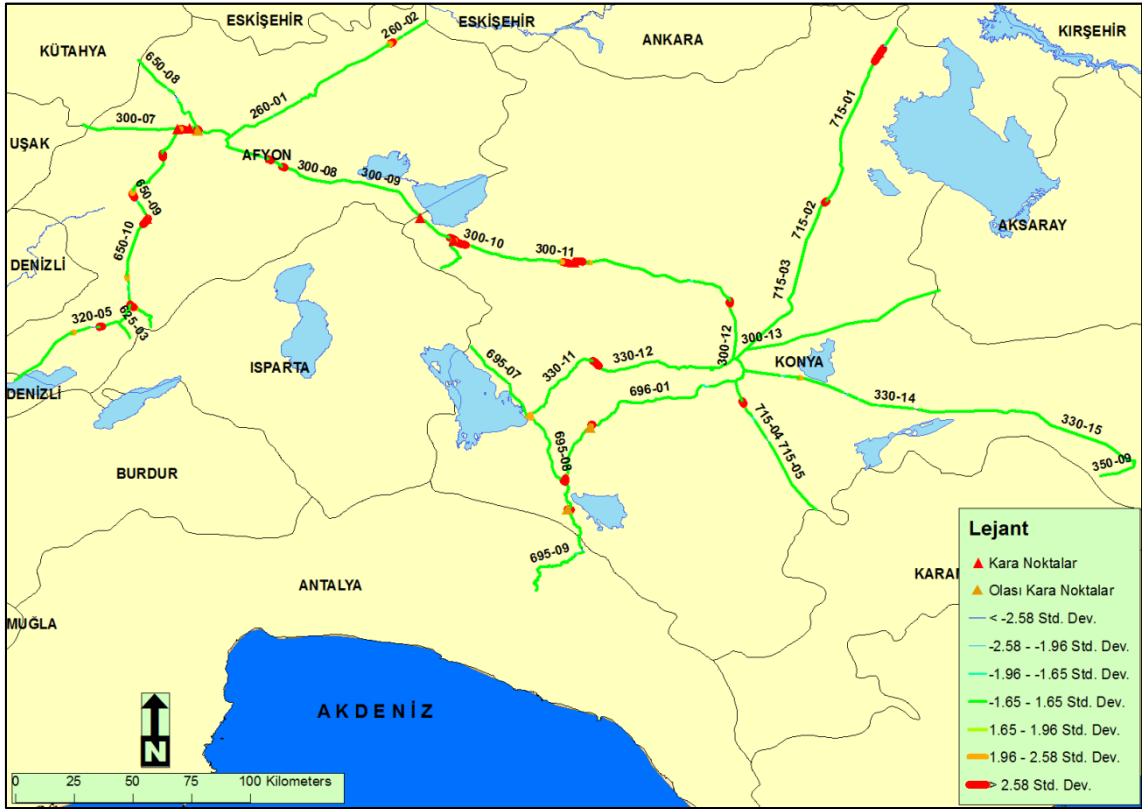 ESKİŞEHİR
ESKİŞEHİR
260-02
KÜTAHYA
ANKARA
KIRŞEHİR
650-08
260-01
715-01
300-07
UŞAK
AFYON
300-08
300-09
650-09
715-02
AKSARAY
650-10
300-10
300-11
DENİZLİ
715-03
320-05
625-03
300-12
300-13
ISPARTA
695-07
330-11
330-12
KONYA
DENİZLİ
696-01
330-14
715-04
715-05
330-15
695-08
350-09
BURDUR
695-09
ANTALYA
KARAM
MUĞLA
AKDENİZ
N
0 25 50 75 100 Kilometers
Lejant
Kara Noktalar
Olası Kara Noktalar
< -2.58 Std. Dev.
-2.58 - -1.96 Std. Dev.
-1.96 - -1.65 Std. Dev.
-1.65 - 1.65 Std. Dev.
1.65 - 1.96 Std. Dev.
1.96 - 2.58 Std. Dev.
> 2.58 Std. Dev.